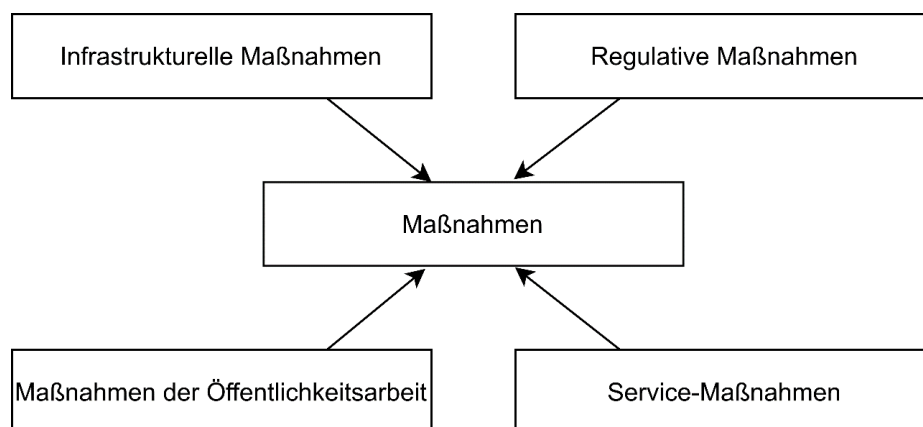 Infrastrukturelle Maßnahmen
Regulative Maßnahmen
Maßnahmen
Maßnahmen der Öffentlichkeitsarbeit
Service-Maßnahmen